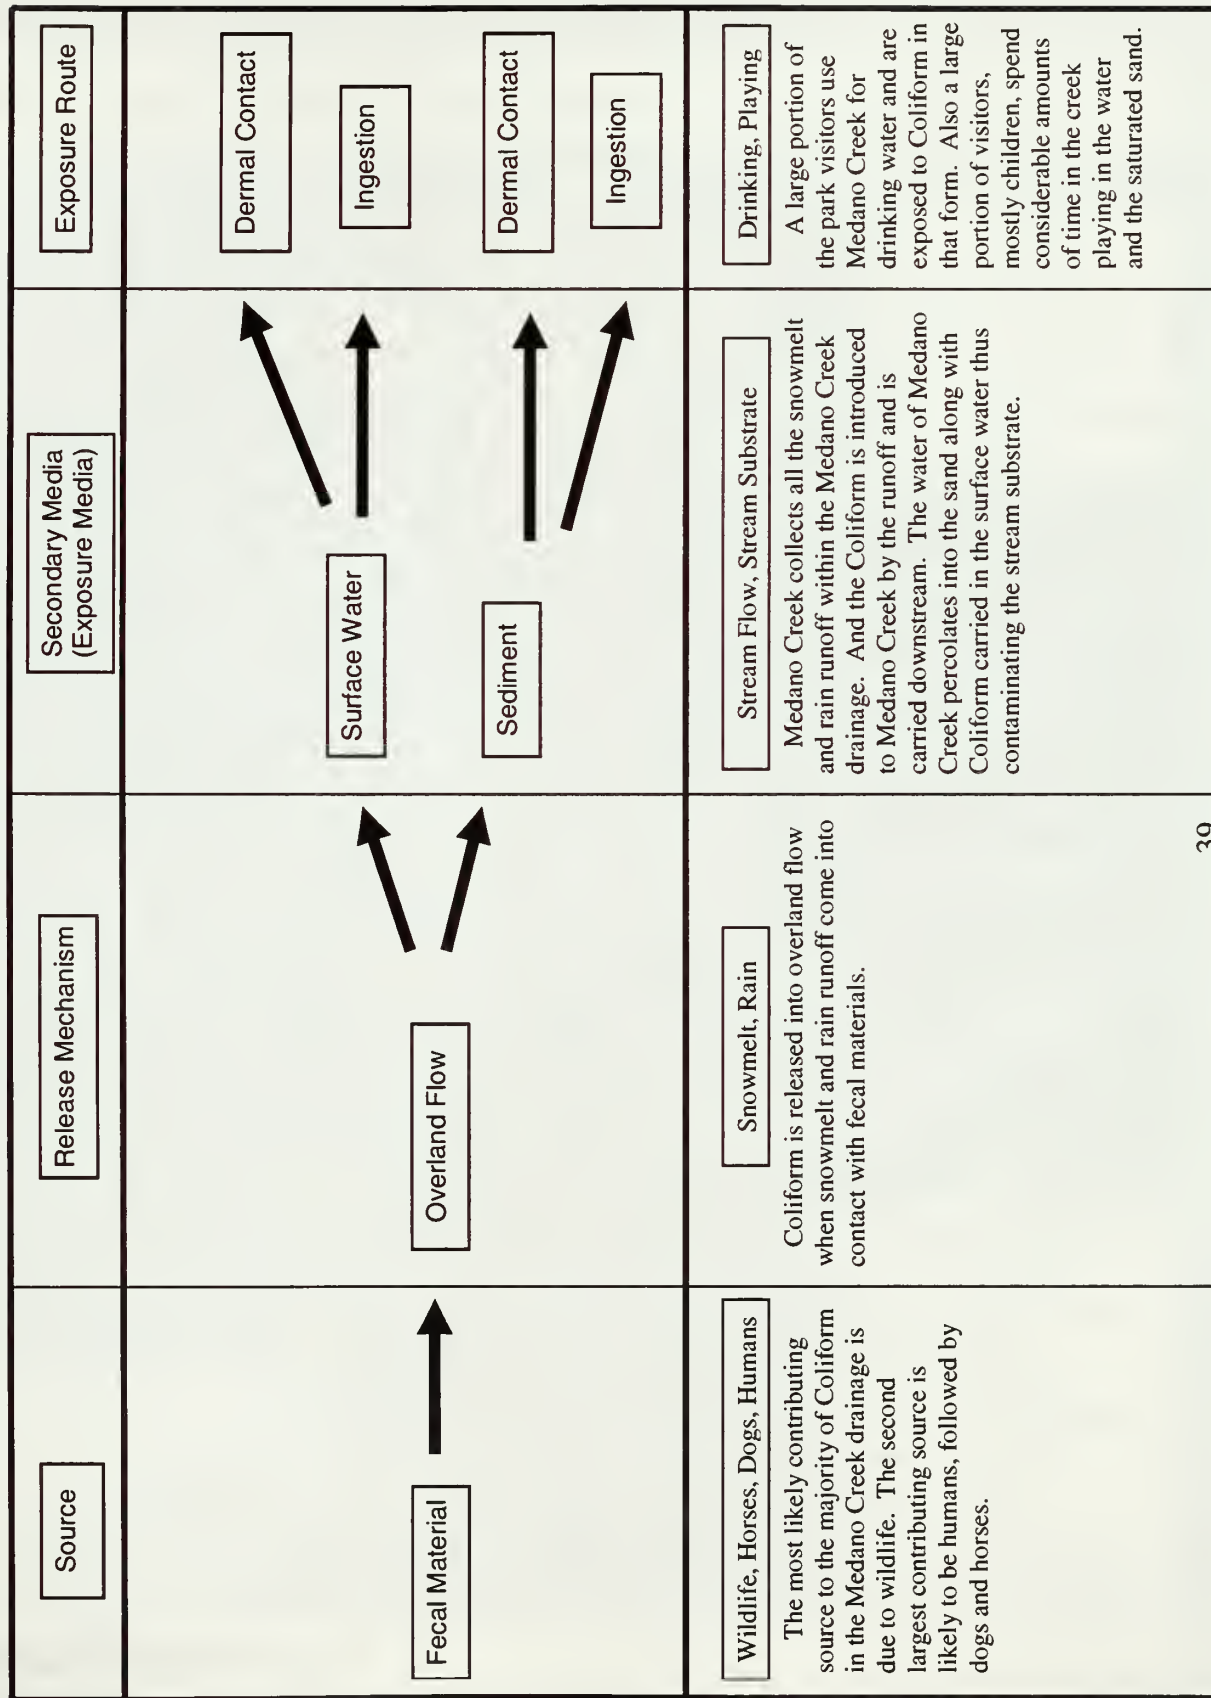 Source
Release Mechanism
Secondary Media
(Exposure Media)
Exposure Route
Fecal Material
Overland Flow
Surface Water
Sediment
Dermal Contact
Ingestion
Dermal Contact
Ingestion
Wildlife, Horses, Dogs, Humans
The most likely contributing
source to the majority of Coliform
in the Medano Creek drainage is
due to wildlife. The second
largest contributing source is
likely to be humans, followed by
dogs and horses.
Snowmelt, Rain
Coliform is released into overland flow
when snowmelt and rain runoff come into
contact with fecal materials.
Stream Flow, Stream Substrate
Medano Creek collects all the snowmelt
and rain runoff within the Medano Creek
drainage. And the Coliform is introduced
to Medano Creek by the runoff and is
carried downstream. The water of Medano
Creek percolates into the sand along with
Coliform carried in the surface water thus
contaminating the stream substrate.
Drinking, Playing
A large portion of
the park visitors use
Medano Creek for
drinking water and are
exposed to Coliform in
that form. Also a large
portion of visitors,
mostly children, spend
considerable amounts
of time in the creek
playing in the water
and the saturated sand.
39